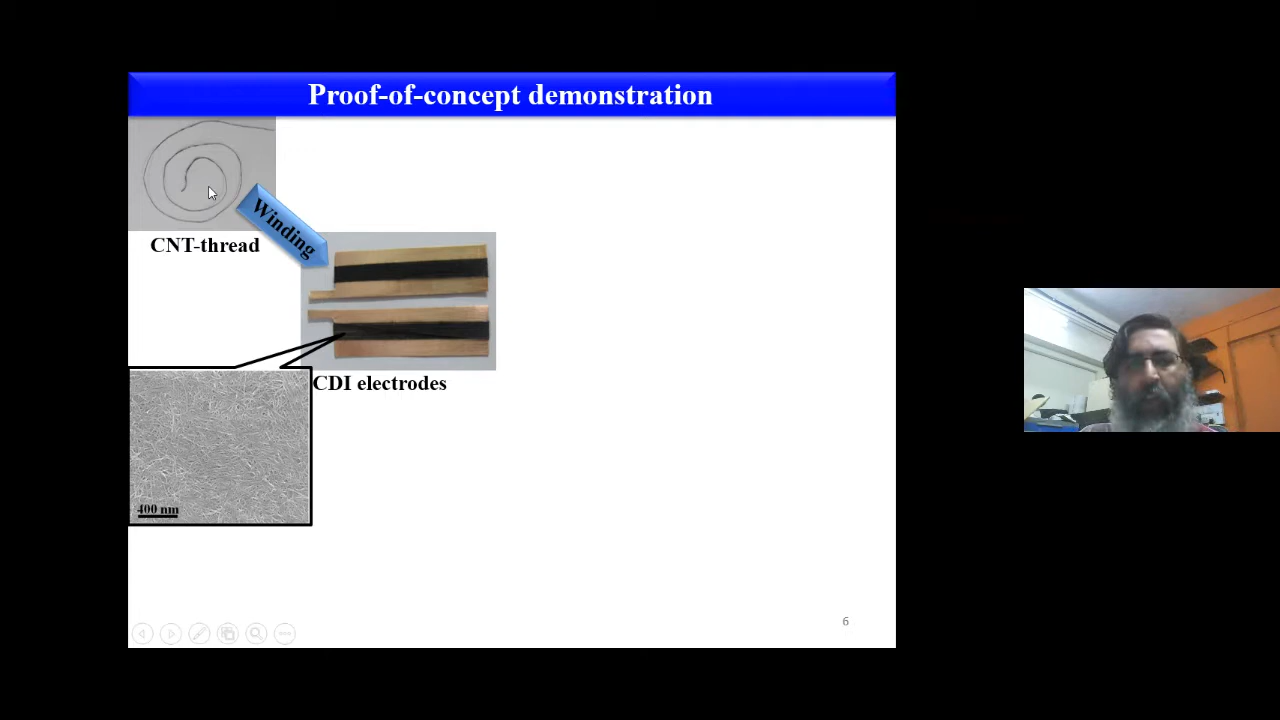 Proof-of-concept demonstration
CNT-thread
Winding
CDI electrodes
400 nm
6